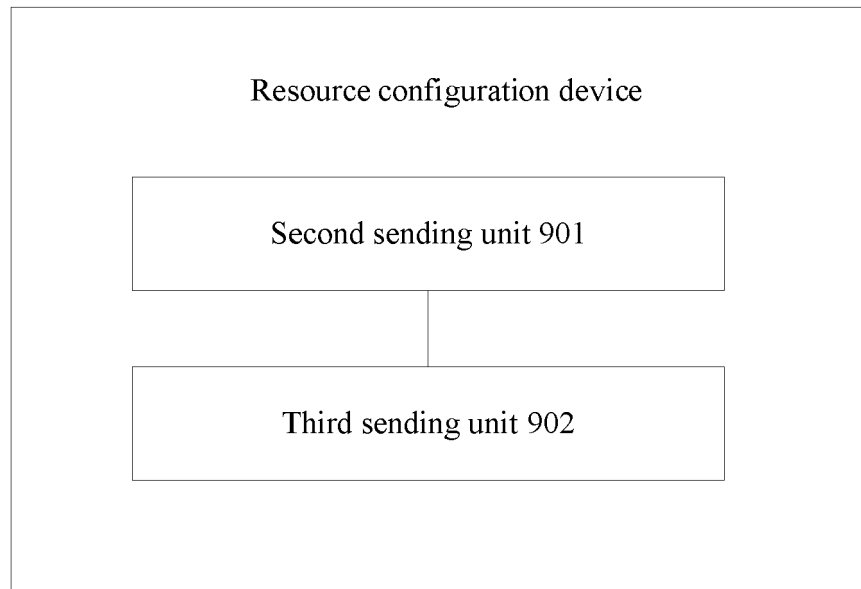 Resource configuration device
Second sending unit 901
Third sending unit 902